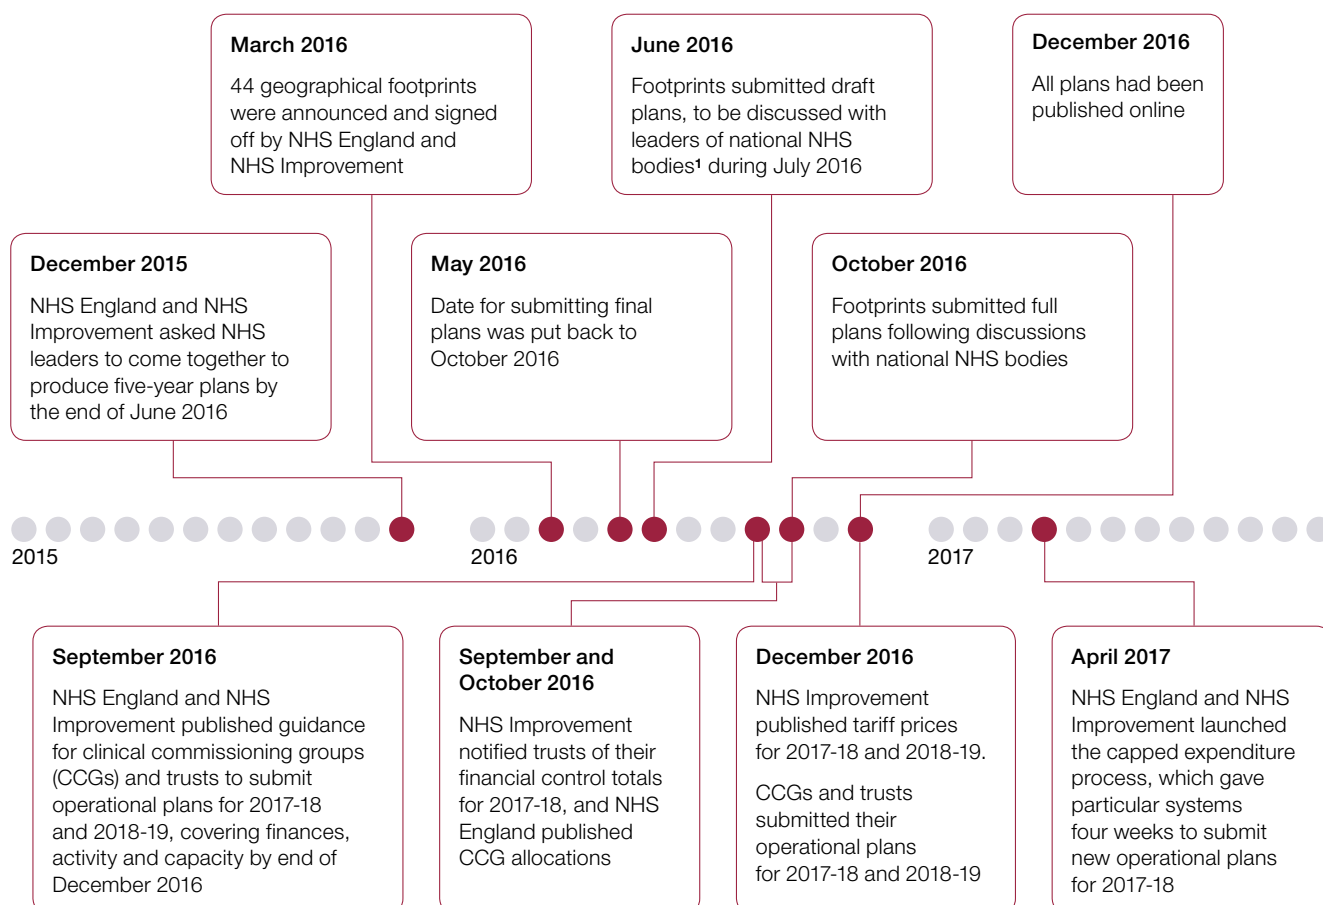 March 2016
44 geographical footprints
were announced and signed
off by NHS England and
NHS Improvement
June 2016
Footprints submitted draft
plans, to be discussed with
leaders of national NHS
bodies¹ during July 2016
December 2016
All plans had been
published online
December 2015
NHS England and NHS
Improvement asked NHS
leaders to come together to
produce five-year plans by
the end of June 2016
May 2016
Date for submitting final
plans was put back to
October 2016
October 2016
Footprints submitted full
plans following discussions
with national NHS bodies
2015
2016
2017
September 2016
NHS England and NHS
Improvement published guidance
for clinical commissioning groups
(CCGs) and trusts to submit
operational plans for 2017-18
and 2018-19, covering finances,
activity and capacity by end of
December 2016
September and
October 2016
NHS Improvement
notified trusts of their
financial control totals
for 2017-18, and NHS
England published
CCG allocations
December 2016
NHS Improvement
published tariff prices
for 2017-18 and 2018-19.
CCGs and trusts
submitted their
operational plans
for 2017-18 and 2018-19
April 2017
NHS England and NHS
Improvement launched
the capped expenditure
process, which gave
particular systems
four weeks to submit
new operational plans
for 2017-18